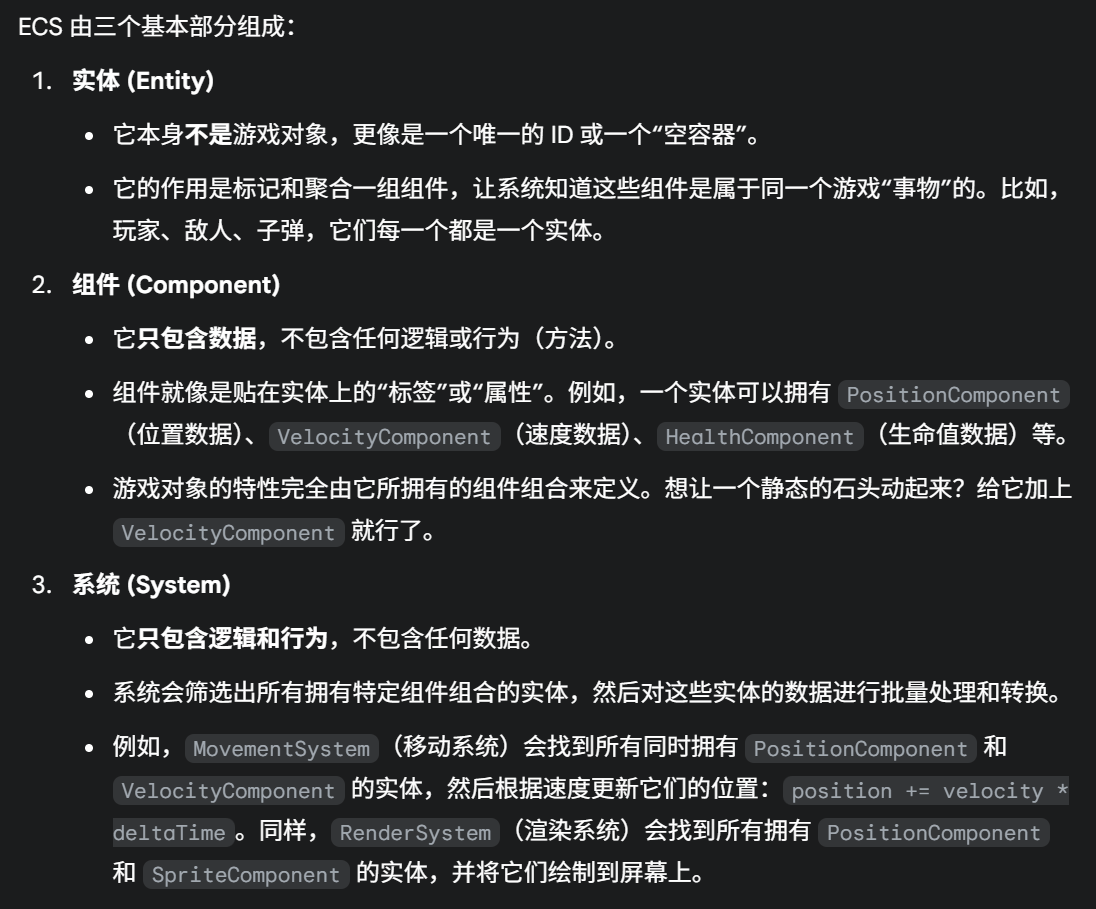 ECS 由三个基本部分组成：
1. 实体 (Entity)
• 它本身不是游戏对象，更像是一个唯一的 ID 或一个“空容器”。
• 它的作用是标记和聚合一组组件，让系统知道这些组件是属于同一个游戏“事物”的。比如，
玩家、敌人、子弹，它们每一个都是一个实体。
2. 组件 (Component)
• 它只包含数据，不包含任何逻辑或行为（方法）。
• 组件就像是贴在实体上的“标签”或“属性”。例如，一个实体可以拥有 PositionComponent
（位置数据）、 VelocityComponent （速度数据）、 HealthComponent （生命值数据）等。
• 游戏对象的特性完全由它所拥有的组件组合来定义。想让一个静态的石头动起来？给它加上
VelocityComponent 就行了。
3. 系统 (System)
• 它只包含逻辑和行为，不包含任何数据。
• 系统会筛选出所有拥有特定组件组合的实体，然后对这些实体的数据进行批量处理和转换。
• 例如， MovementSystem （移动系统）会找到所有同时拥有 PositionComponent 和
VelocityComponent 的实体，然后根据速度更新它们的位置： position += velocity *
deltaTime 。同样， RenderSystem （渲染系统）会找到所有拥有 PositionComponent
和 SpriteComponent 的实体，并将它们绘制到屏幕上。